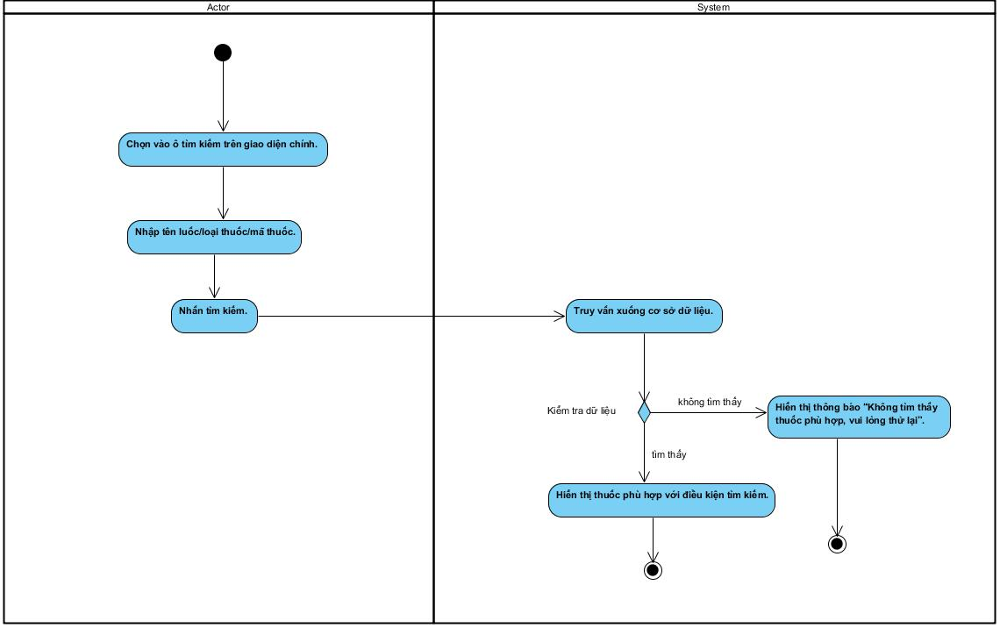 Actor
System
Chọn vào ô tìm kiếm trên giao diện chính.
Nhập tên luốc/loại thuốc/mã thuốc.
Nhấn tìm kiếm.
Truy vấn xuống cơ sở dữ liệu.
Kiểm tra dữ liệu
không tìm thấy
Hiển thị thông báo "Không tìm thấy
thuốc phù hợp, vui lòng thử lại".
tìm thấy
Hiển thị thuốc phù hợp với điều kiện tìm kiếm.